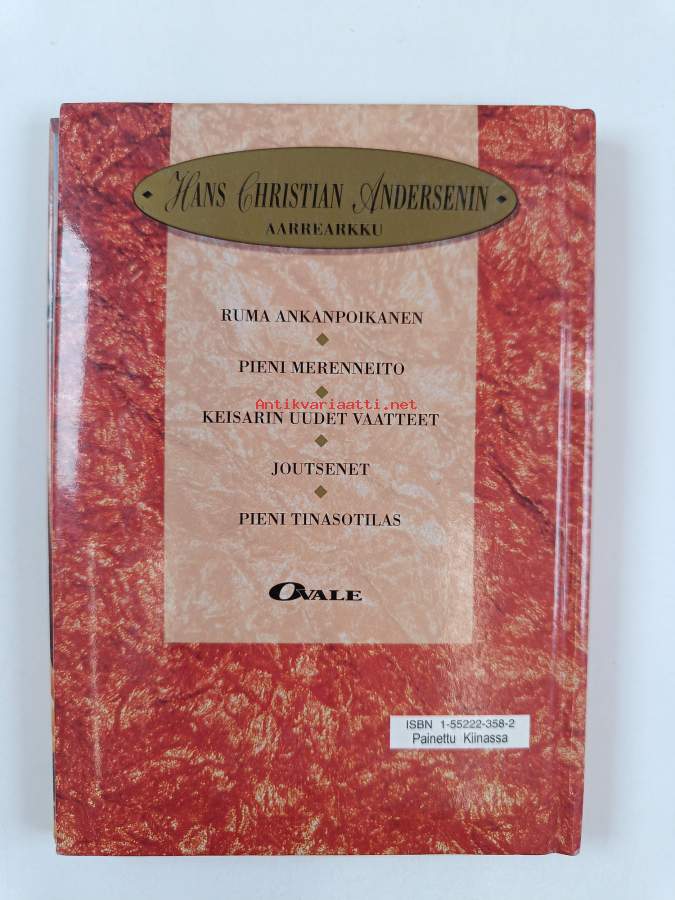 HANS CHRISTIAN ANDERSENIN
AARREARKKU
RUMA ANKANPOIKANEN
PIENI MERENNEITO
Antikvariaatti.net
KEISARIN UUDET VAATTEET
JOUTSENET
PIENI TINASOTILAS
OVALE
ISBN 1-55222-358-2
Painettu Kiinassa